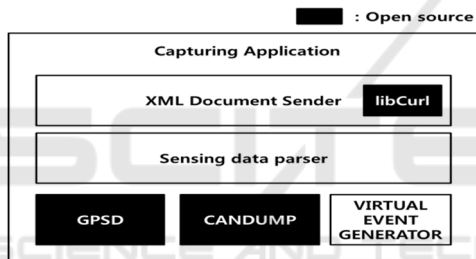 : Open source
Capturing Application
XML Document Sender
libCurl
Sensing data parser
GPSD
CANDUMP
VIRTUAL
EVENT
GENERATOR